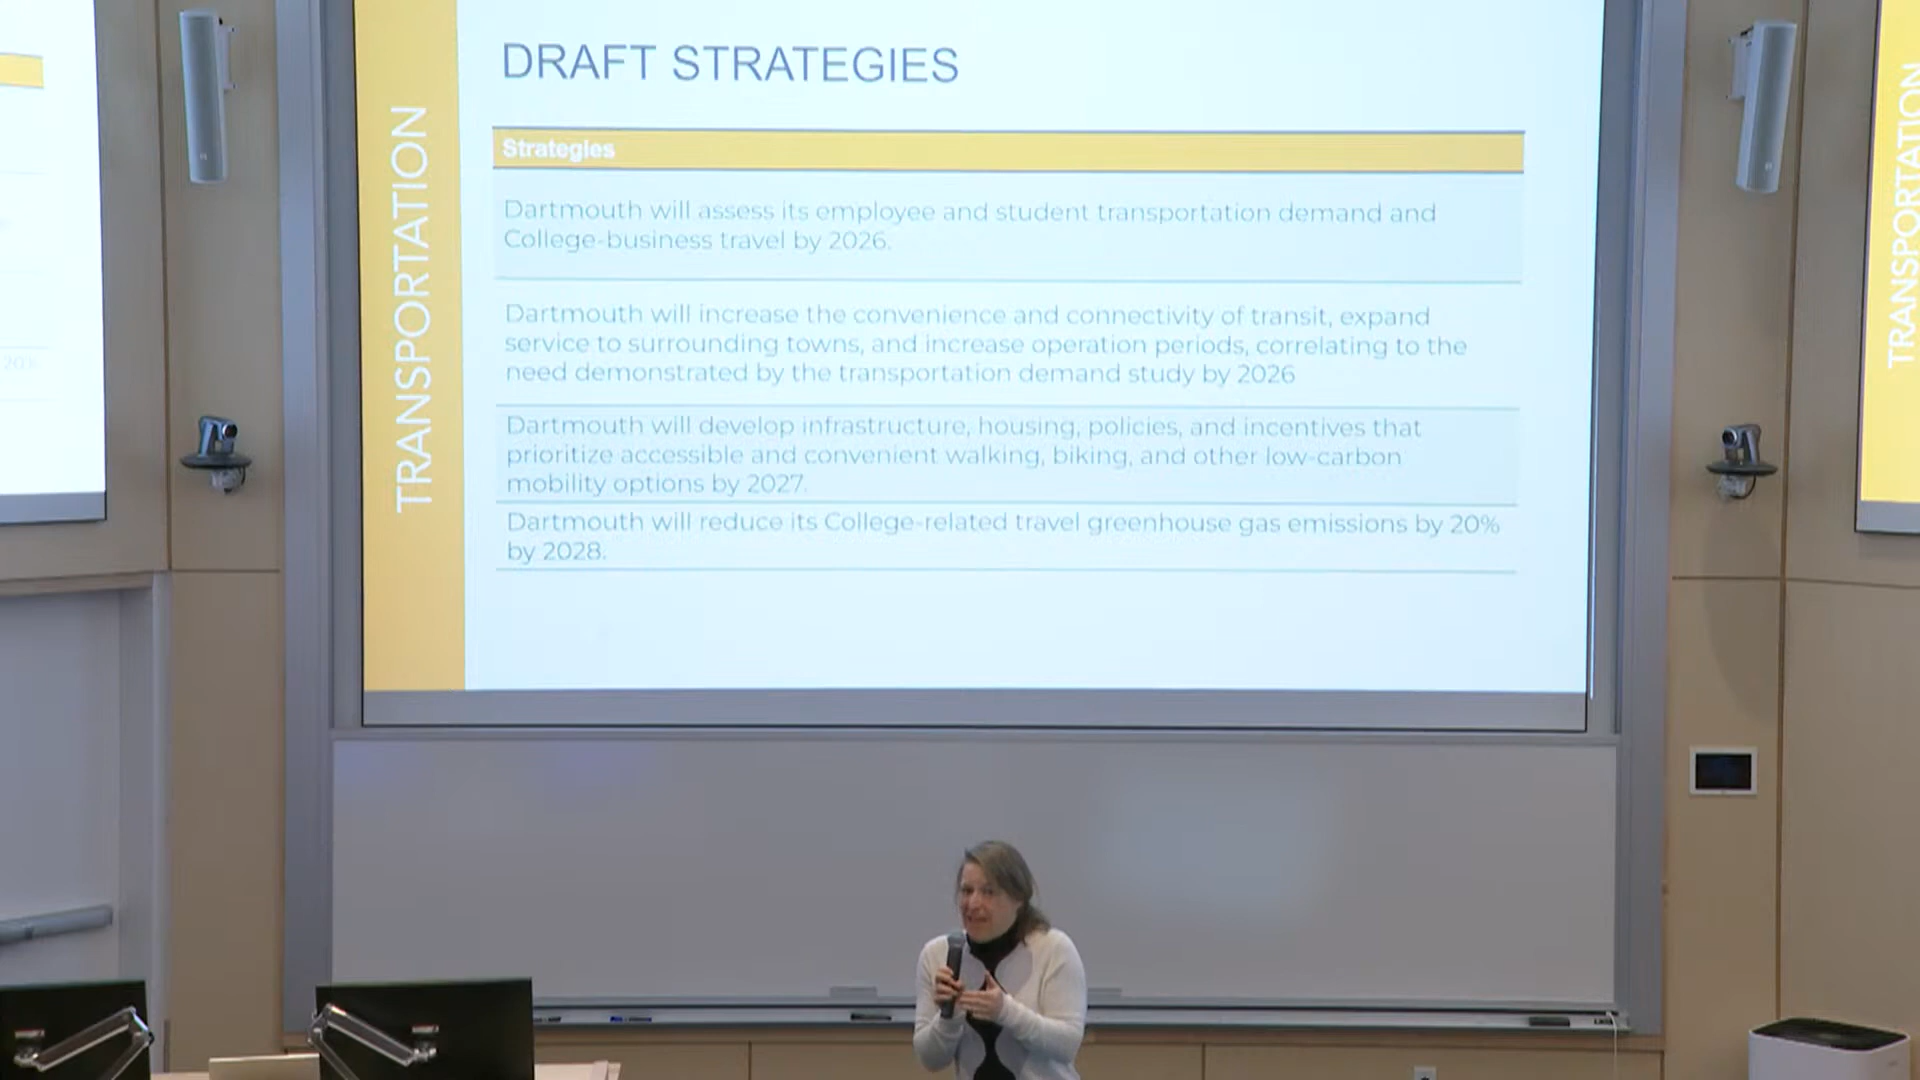 DRAFT STRATEGIES
TRANSPORTATION
Strategies
Dartmouth will assess its employee and student transportation demand and
College-business travel by 2026.
Dartmouth will increase the convenience and connectivity of transit, expand
service to surrounding towns, and increase operation periods, correlating to the
need demonstrated by the transportation demand study by 2026
Dartmouth will develop infrastructure, housing, policies, and incentives that
prioritize accessible and convenient walking, biking, and other low-carbon
mobility options by 2027.
Dartmouth will reduce its College-related travel greenhouse gas emissions by 20%
by 2028.
TRANSPORTATION